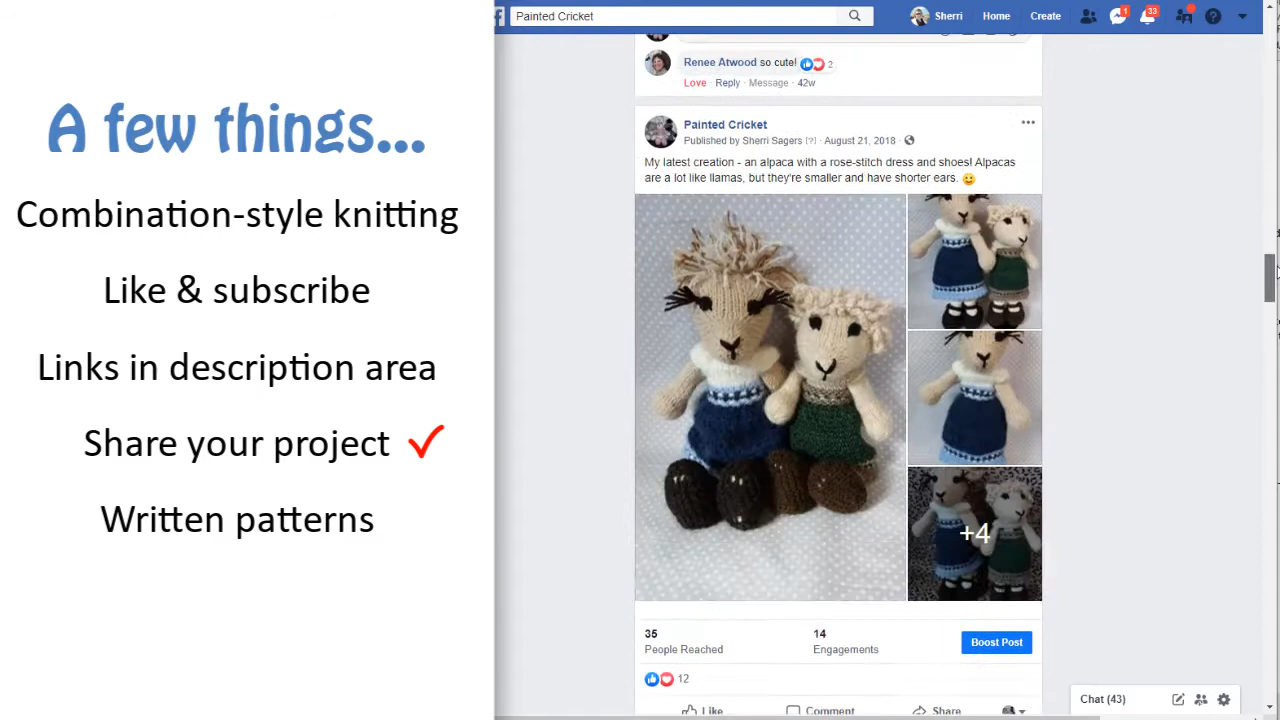 A few things...
Combination-style knitting
Like & subscribe
Links in description area
Share your project ✓
Written patterns
Painted Cricket
Sherri
Home
Create
1
33
Renee Atwood so cute! 2
Love · Reply · Message · 42w
Painted Cricket
Published by Sherri Sagers [?] · August 21, 2018 ·
My latest creation - an alpaca with a rose-stitch dress and shoes! Alpacas
are a lot like llamas, but they're smaller and have shorter ears.
+4
35
People Reached
14
Engagements
Boost Post
12
Like
Comment
Share
Chat (43)